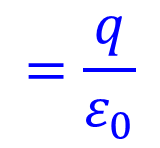 = q/ε₀